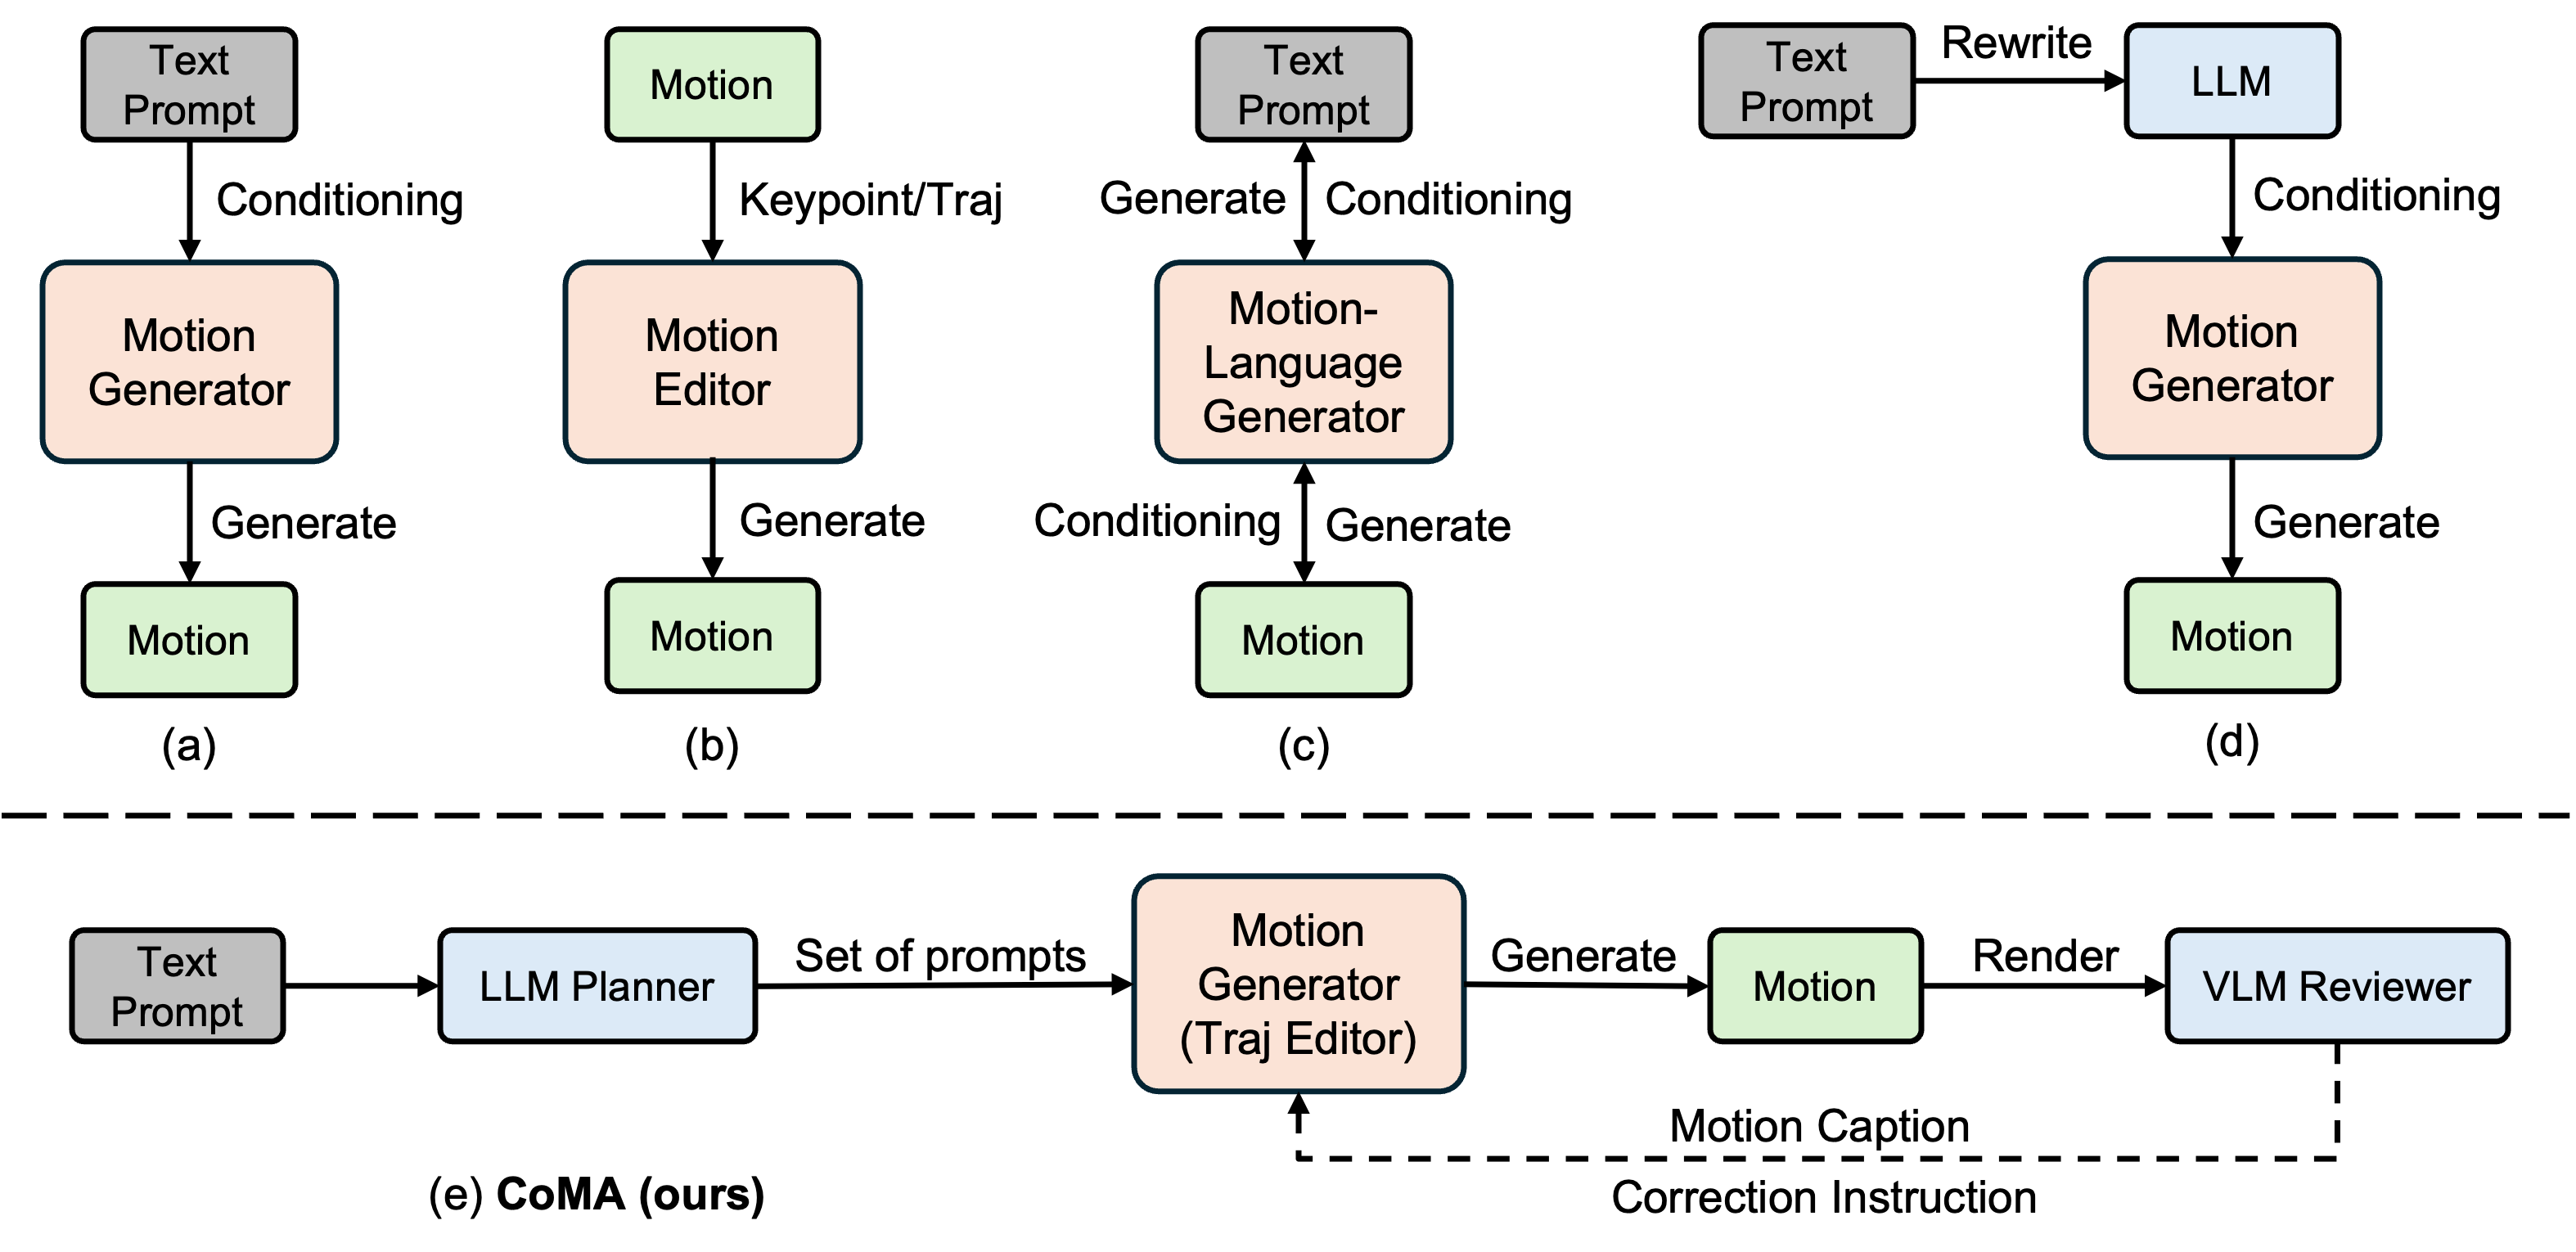 Text
Prompt
Conditioning
Motion
Generator
Generate
Motion
(a)
Motion
Keypoint/Traj
Motion
Editor
Generate
Motion
(b)
Text
Prompt
Generate
Conditioning
Motion-
Language
Generator
Conditioning
Generate
Motion
(c)
Text
Prompt
Rewrite
LLM
Conditioning
Motion
Generator
Generate
Motion
(d)
Text
Prompt
LLM Planner
Set of prompts
Motion
Generator
(Traj Editor)
Generate
Motion
Render
VLM Reviewer
Motion Caption
Correction Instruction
(e) CoMA (ours)